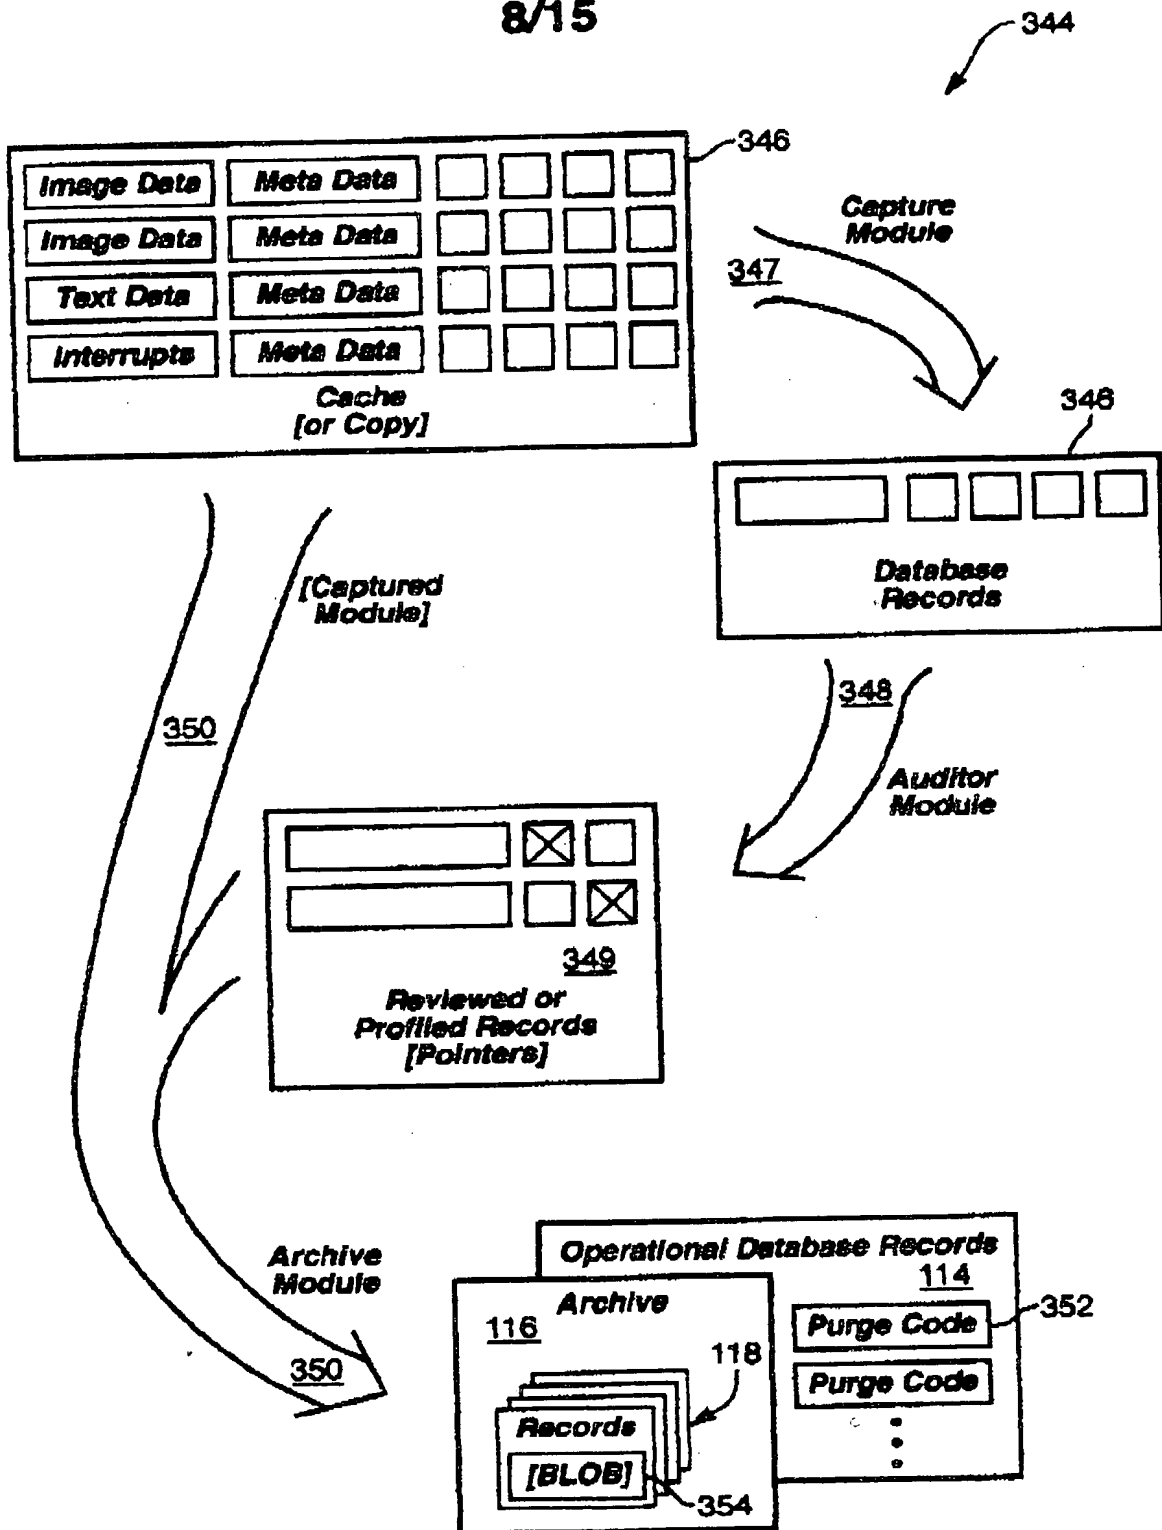 8/15
344
346
Image Data Meta Data
Image Data Meta Data
Text Data Meta Data
Interrupts Meta Data
Cache
[or Copy]
Capture
Module
347
346
Database
Records
[Captured
Module]
350
348
Auditor
Module
349
Reviewed or
Profiled Records
[Pointers]
Archive
Module
350
Operational Database Records
114
Purge Code
352
Purge Code
Archive
116
118
Records
[BLOB]
354